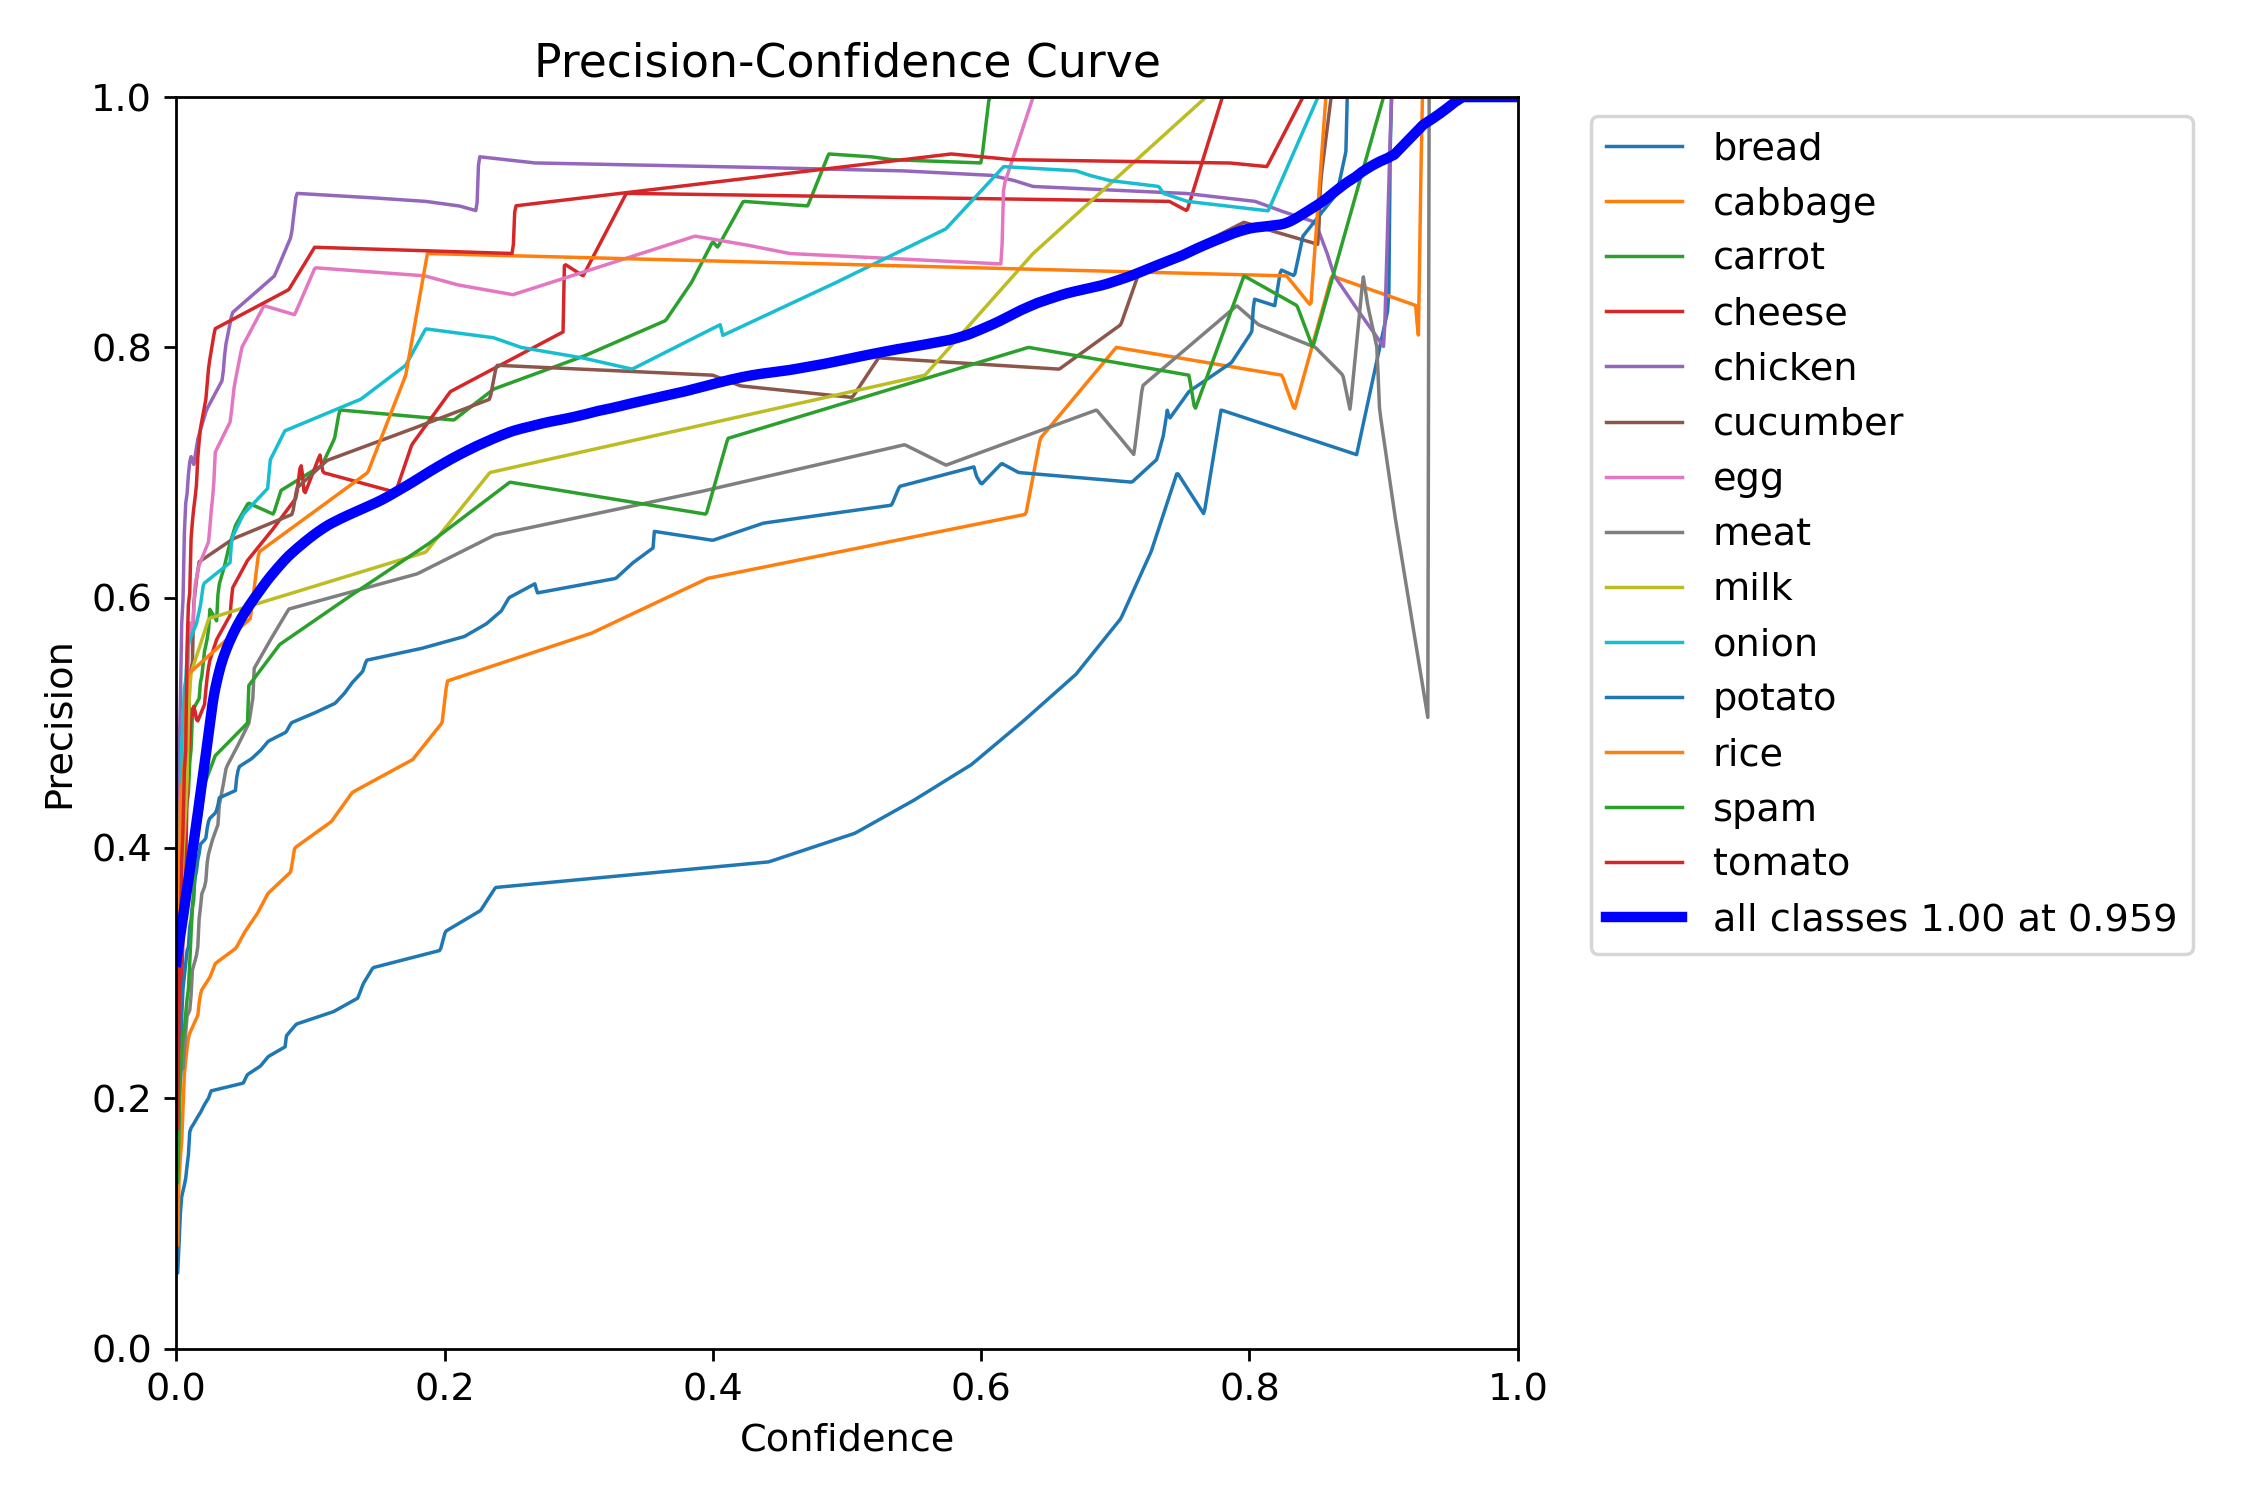 Precision-Confidence Curve
1.0
0.8
0.6
0.4
0.2
0.0
Precision
0.0 0.2 0.4 0.6 0.8 1.0
Confidence
bread
cabbage
carrot
cheese
chicken
cucumber
egg
meat
milk
onion
potato
rice
spam
tomato
all classes 1.00 at 0.959